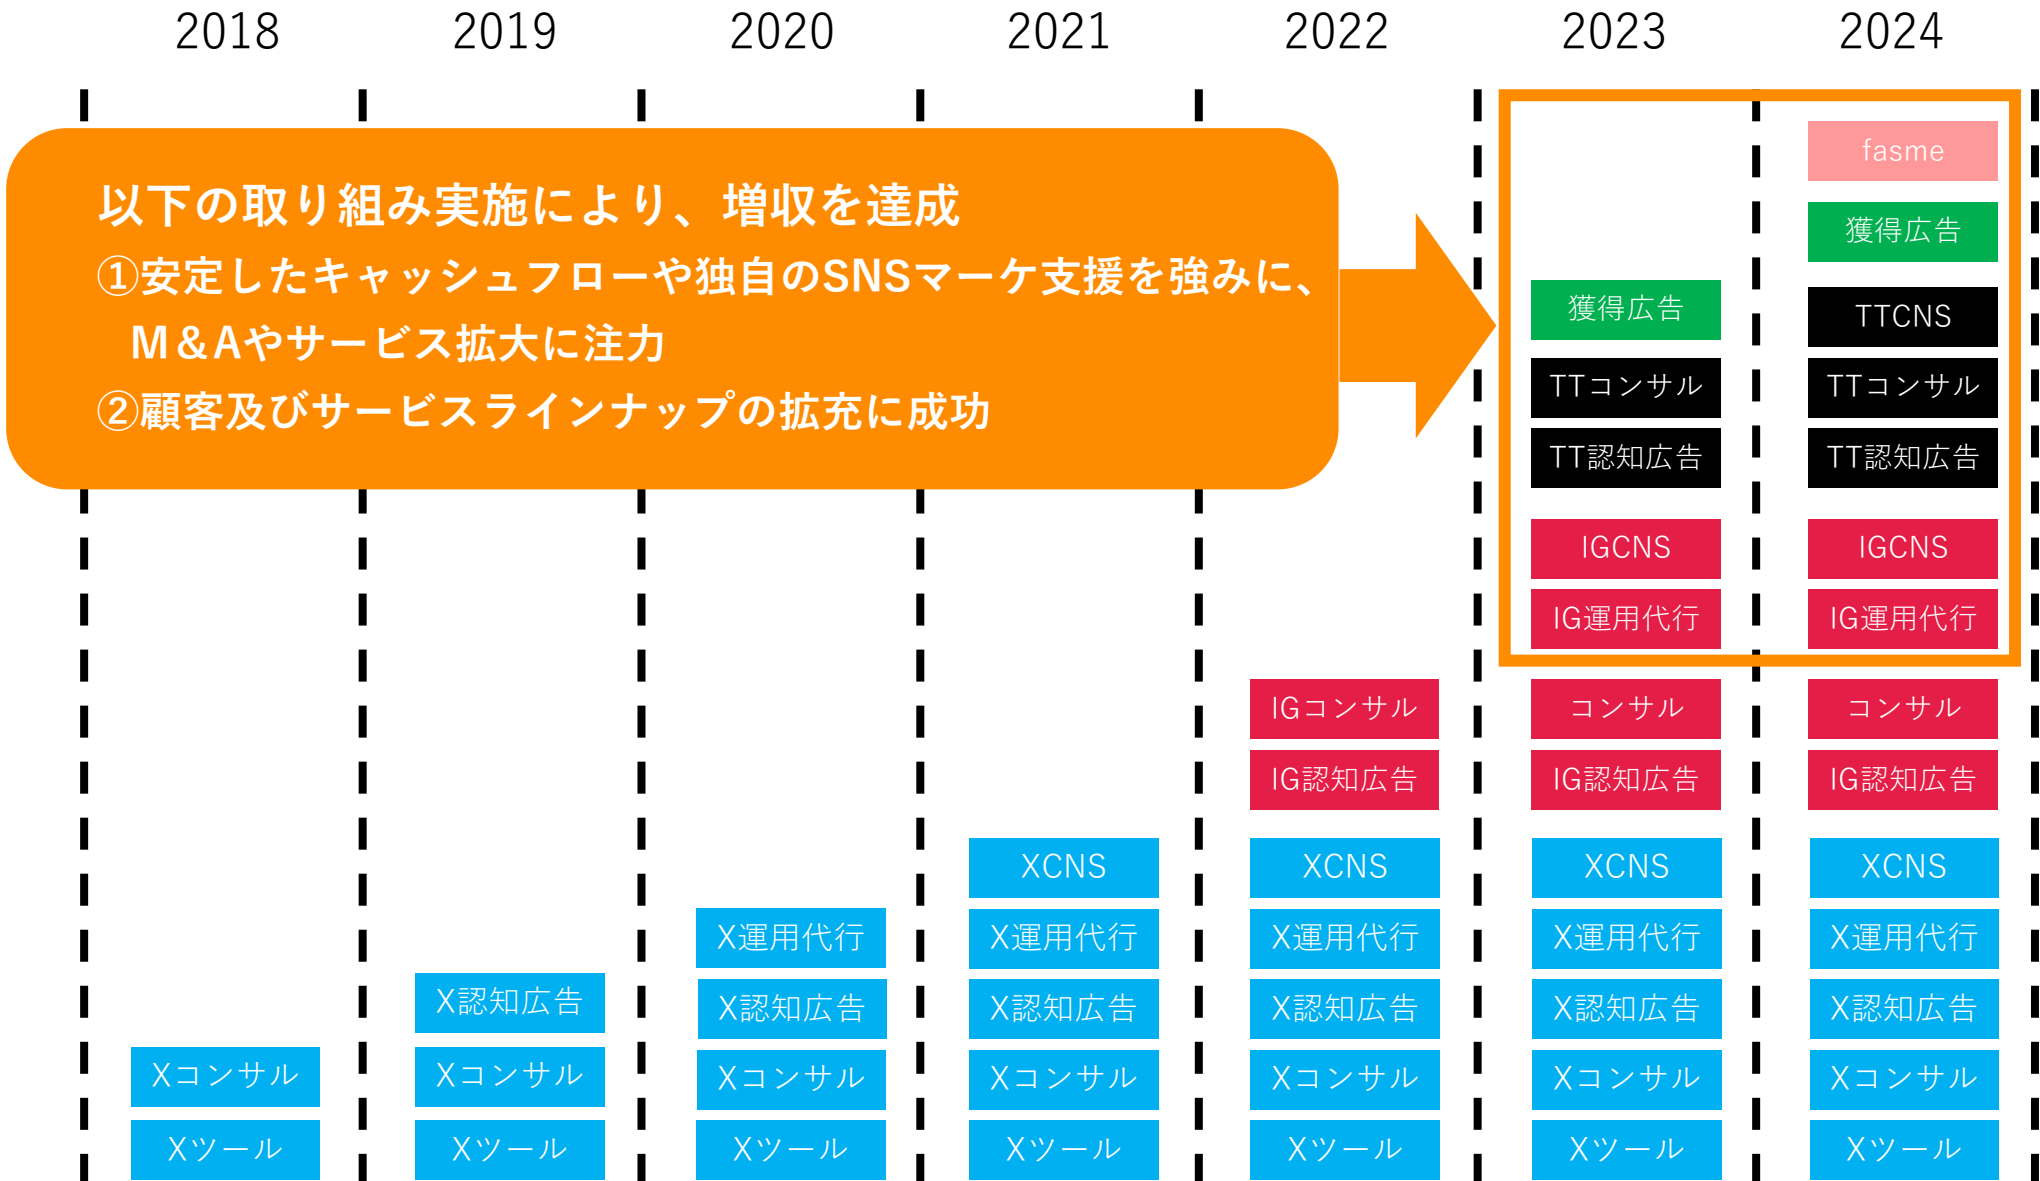 2018 2019 2020 2021 2022 2023 2024
以下の取り組み実施により、増収を達成
①安定したキャッシュフローや独自のSNSマーケ支援を強みに、
M&Aやサービス拡大に注力
②顧客及びサービスラインナップの拡充に成功
fasme
獲得広告
獲得広告 TTCNS
TTコンサル TTコンサル
TT認知広告 TT認知広告
IGCNS IGCNS
IG運用代行 IG運用代行
IGコンサル コンサル コンサル
IG認知広告 IG認知広告 IG認知広告
XCNS XCNS XCNS XCNS
X運用代行 X運用代行 X運用代行 X運用代行 X運用代行
X認知広告 X認知広告 X認知広告 X認知広告 X認知広告 X認知広告
Xコンサル Xコンサル Xコンサル Xコンサル Xコンサル Xコンサル Xコンサル
Xツール Xツール Xツール Xツール Xツール Xツール Xツール